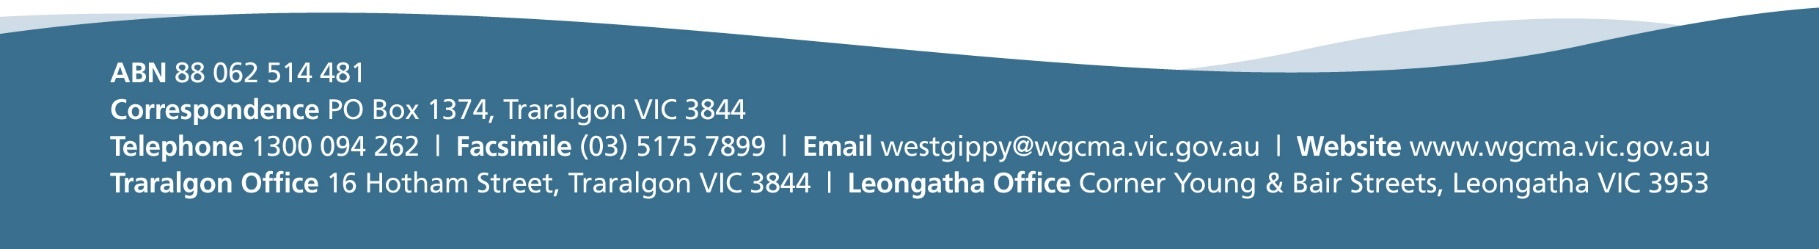 ABN 88 062 514 481
Correspondence PO Box 1374, Traralgon VIC 3844
Telephone 1300 094 262 | Facsimile (03) 5175 7899 | Email westgippy@wgcma.vic.gov.au | Website www.wgcma.vic.gov.au
Traralgon Office 16 Hotham Street, Traralgon VIC 3844 | Leongatha Office Corner Young & Bair Streets, Leongatha VIC 3953